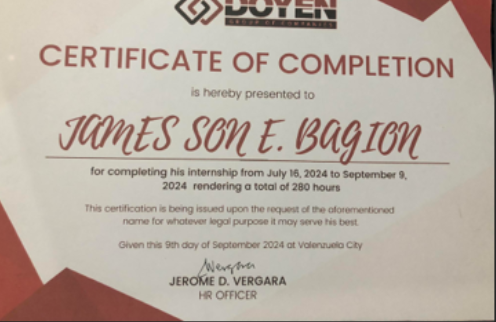 DOYEN
GROUP OF COMPANIES
CERTIFICATE OF COMPLETION
is hereby presented to
JAMES SON E. BAGION
for completing his internship from July 16, 2024 to September 9,
2024 rendering a total of 280 hours
This certification is being issued upon the request of the aforementioned
name for whatever legal purpose it may serve his best.
Given this 9th day of September 2024 at Valenzuela City
Vergara
JEROME D. VERGARA
HR OFFICER